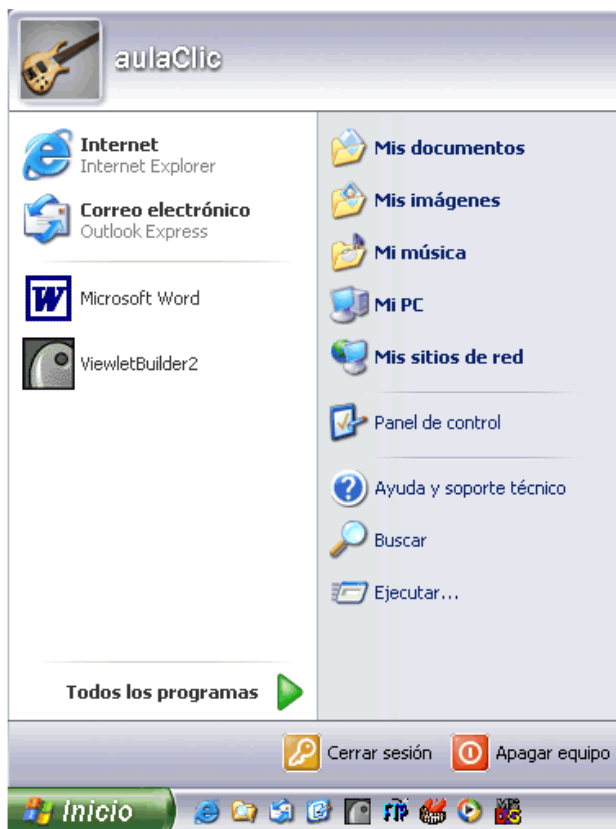 aulaClic
Internet
Internet Explorer
Correo electrónico
Outlook Express
W
Microsoft Word
ViewletBuilder2
Todos los programas
Mis documentos
Mis imágenes
Mi música
Mi PC
Mis sitios de red
Panel de control
Ayuda y soporte técnico
Buscar
Ejecutar...
Cerrar sesión
Apagar equipo
Inicio
FTP